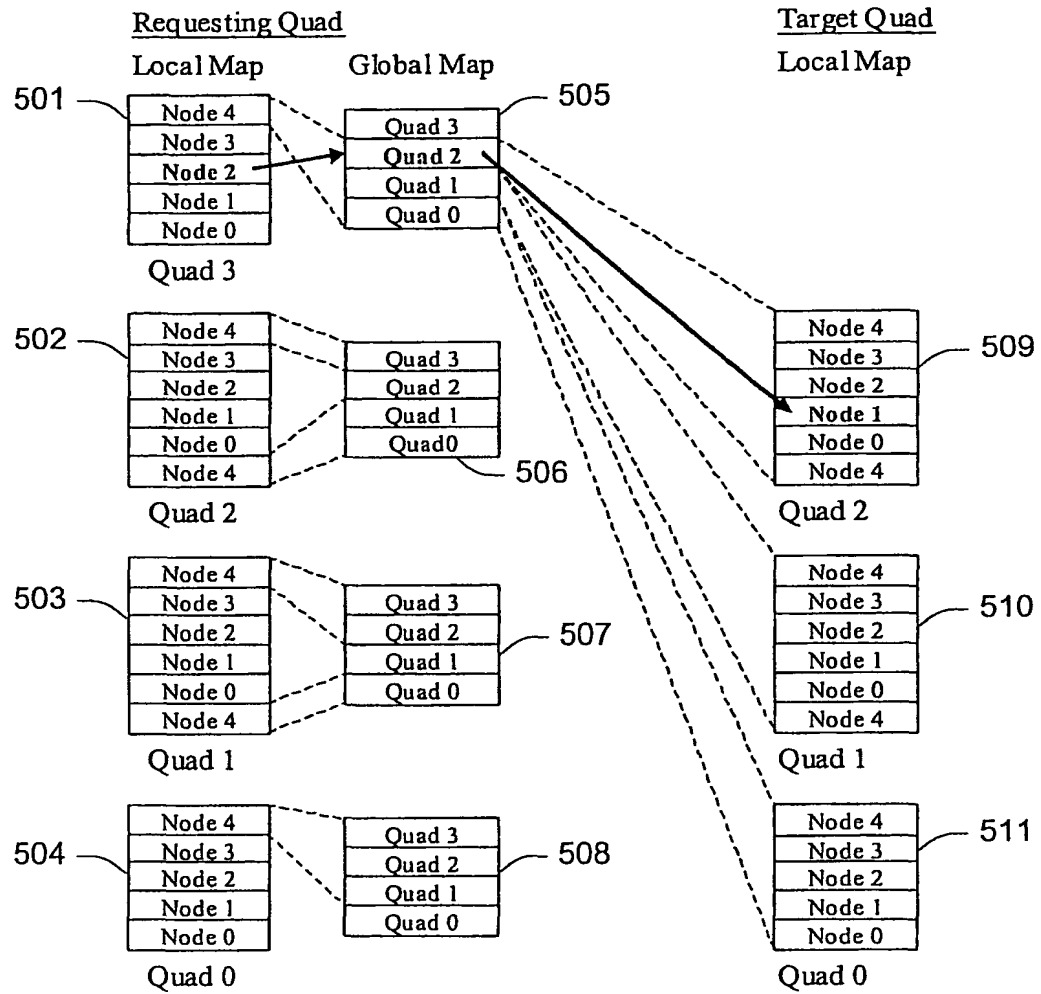 Requesting Quad
Target Quad
Local Map
Global Map
Local Map
501
Node 4
Node 3
Node 2
Node 1
Node 0
Quad 3
505
Quad 3
Quad 2
Quad 1
Quad 0
502
Node 4
Node 3
Node 2
Node 1
Node 0
Node 4
Quad 2
Quad 3
Quad 2
Quad 1
Quad0
506
509
Node 4
Node 3
Node 2
Node 1
Node 0
Node 4
Quad 2
503
Node 4
Node 3
Node 2
Node 1
Node 0
Node 4
Quad 1
507
Quad 3
Quad 2
Quad 1
Quad 0
510
Node 4
Node 3
Node 2
Node 1
Node 0
Node 4
Quad 1
504
Node 4
Node 3
Node 2
Node 1
Node 0
Quad 0
508
Quad 3
Quad 2
Quad 1
Quad 0
511
Node 4
Node 3
Node 2
Node 1
Node 0
Quad 0